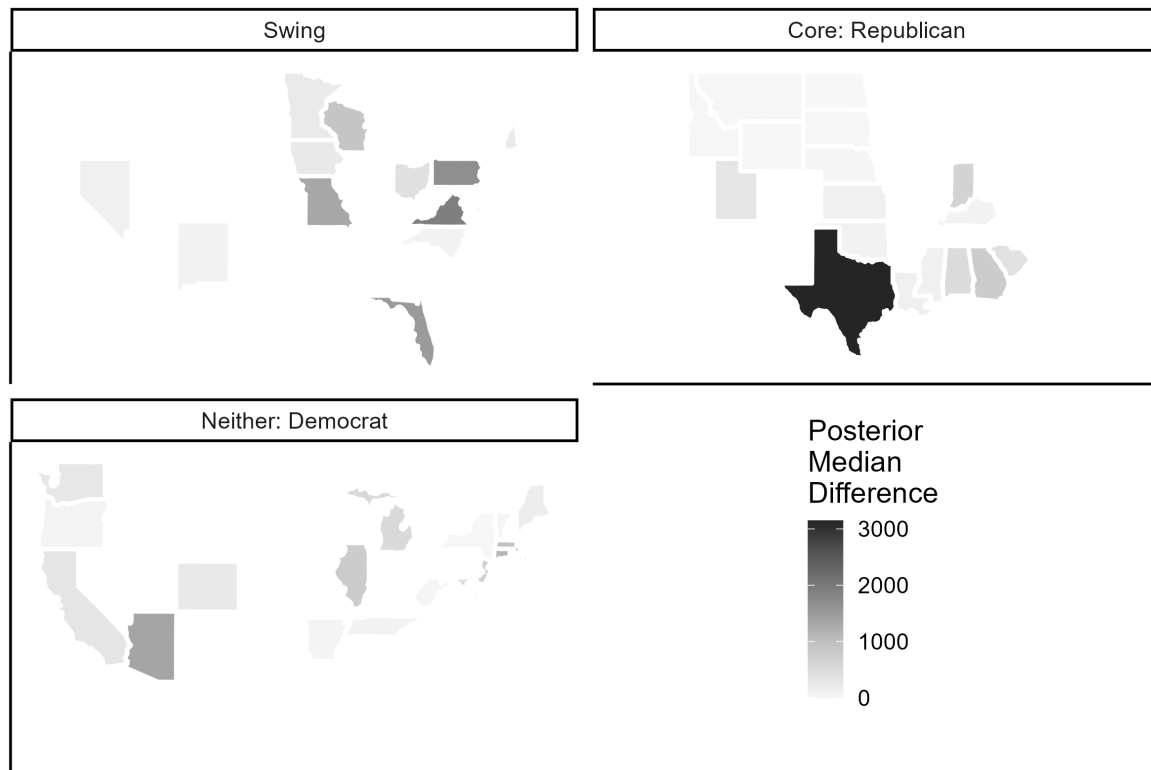 Swing
Core: Republican
Neither: Democrat
Posterior
Median
Difference
3000
2000
1000
0